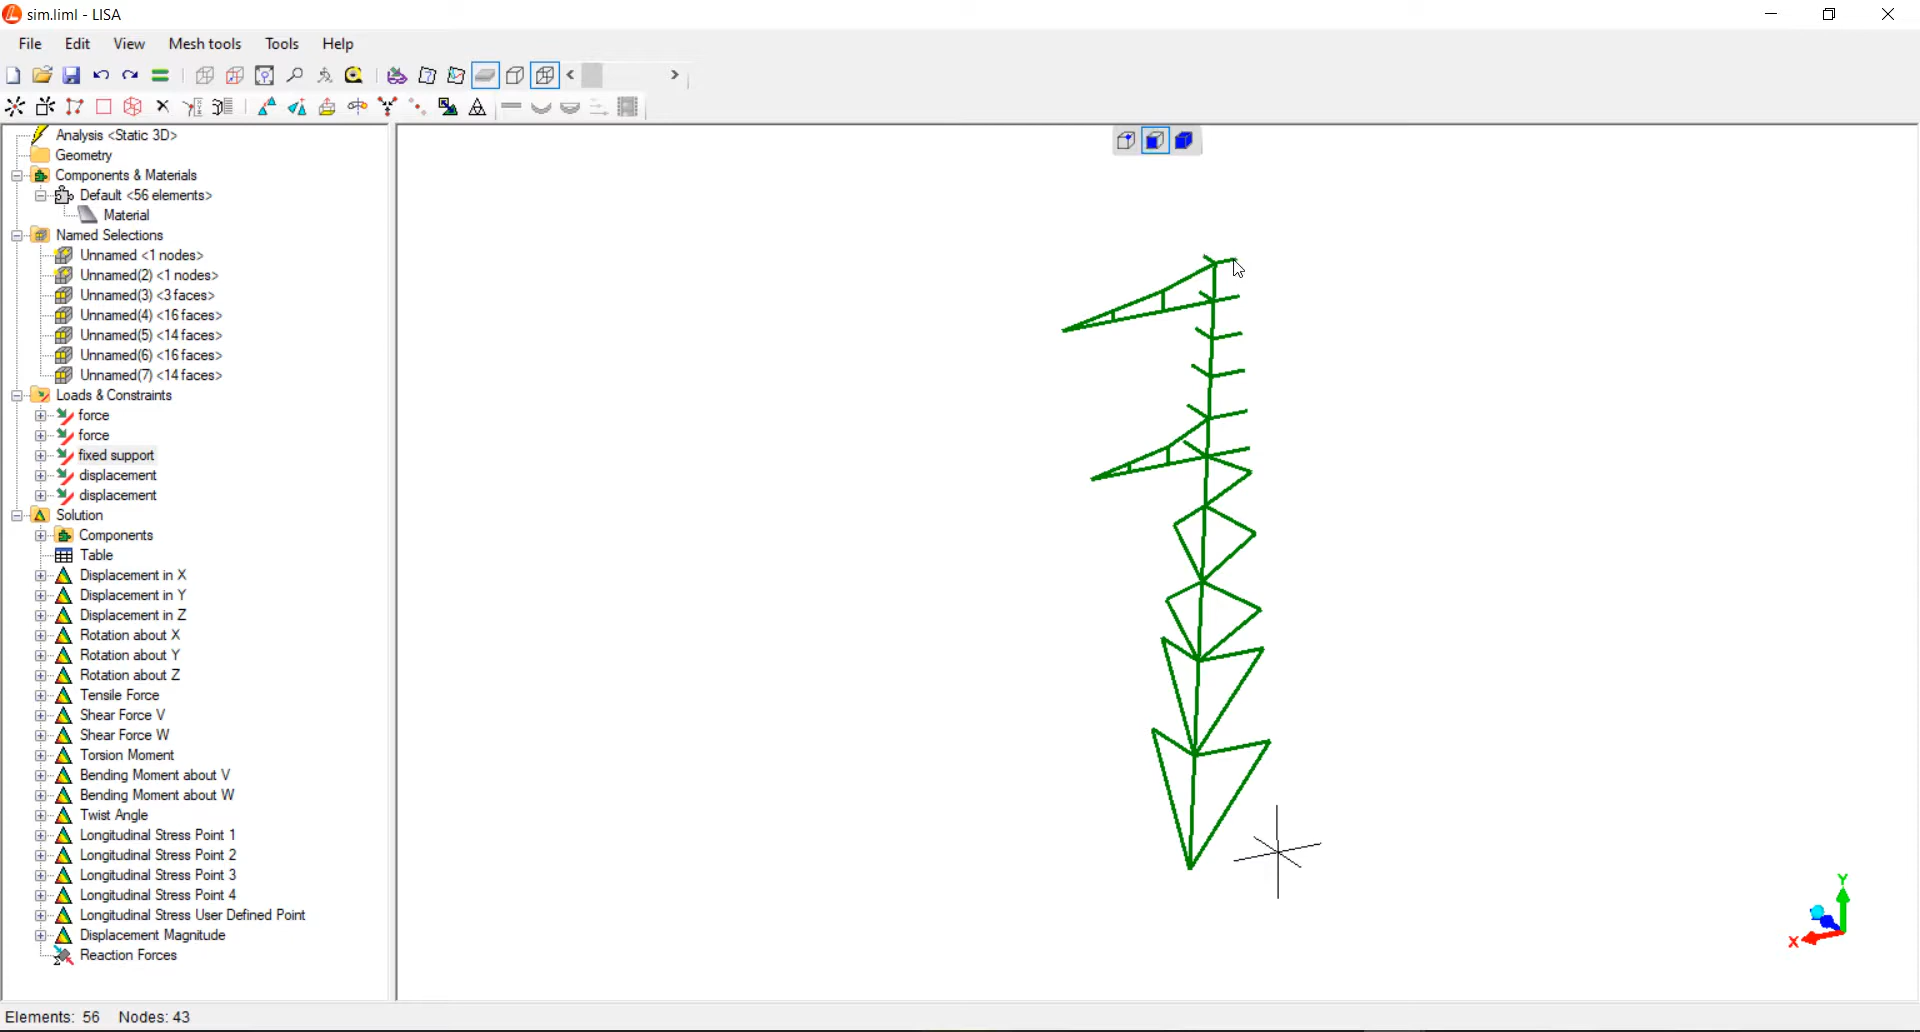 sim.liml - LISA
File Edit View Mesh tools Tools Help
Analysis <Static 3D>
Geometry
Components & Materials
Default <56 elements>
Material
Named Selections
Unnamed <1 nodes>
Unnamed(2) <1 nodes>
Unnamed(3) <3 faces>
Unnamed(4) <16 faces>
Unnamed(5) <14 faces>
Unnamed(6) <16 faces>
Unnamed(7) <14 faces>
Loads & Constraints
force
force
fixed support
displacement
displacement
Solution
Components
Table
Displacement in X
Displacement in Y
Displacement in Z
Rotation about X
Rotation about Y
Rotation about Z
Tensile Force
Shear Force V
Shear Force W
Torsion Moment
Bending Moment about V
Bending Moment about W
Twist Angle
Longitudinal Stress Point 1
Longitudinal Stress Point 2
Longitudinal Stress Point 3
Longitudinal Stress Point 4
Longitudinal Stress User Defined Point
Displacement Magnitude
Reaction Forces
Y
X
Elements: 56 Nodes: 43